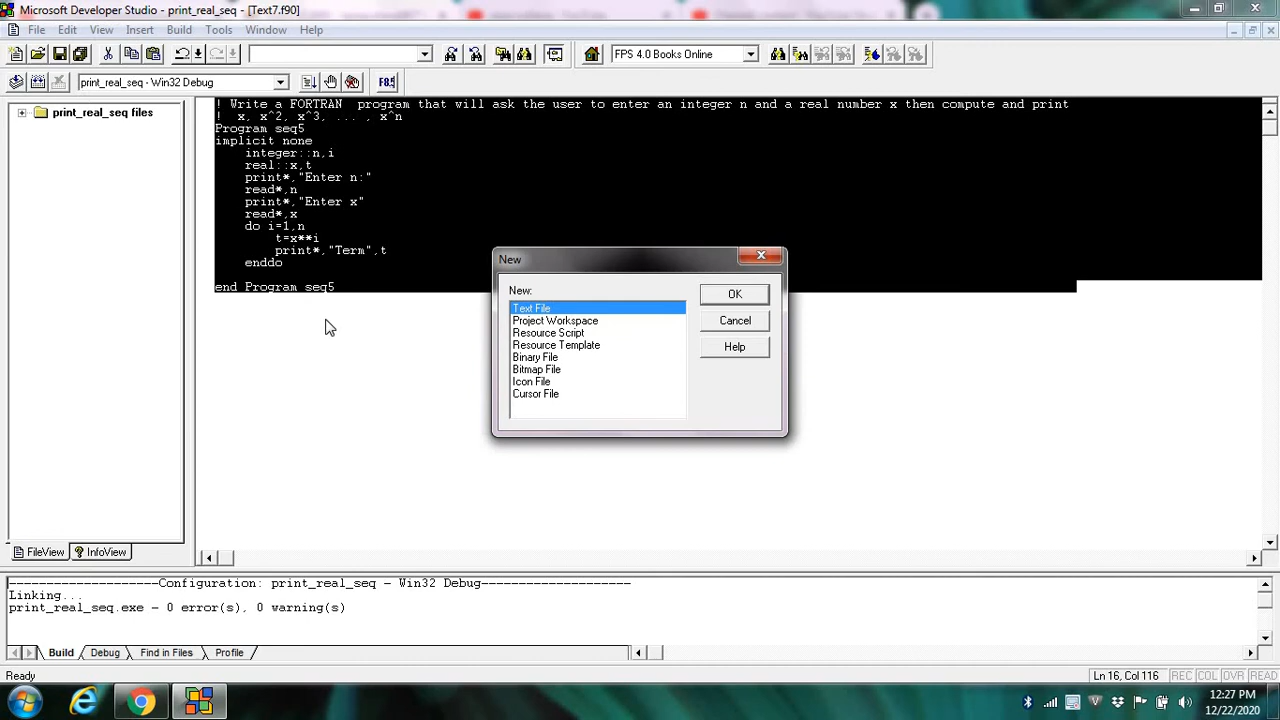 Microsoft Developer Studio - print_real_seq - [Text7.f90]
File Edit View Insert Build Tools Window Help
FPS 4.0 Books Online
print_real_seq - Win32 Debug
print_real_seq files
! Write a FORTRAN  program that will ask the user to enter an integer n and a real number x then compute and print
!  x, x^2, x^3, ... , x^n
Program seq5
implicit none
integer::n,i
real::x,t
print*,"Enter n:"
read*,n
print*,"Enter x"
read*,x
do i=1,n
t=x**i
print*,"Term",t
enddo
end Program seq5
New
New:
Text File
Project Workspace
Resource Script
Resource Template
Binary File
Bitmap File
Icon File
Cursor File
OK
Cancel
Help
FileView InfoView
--------------------Configuration: print_real_seq - Win32 Debug--------------------
Linking...
print_real_seq.exe - 0 error(s), 0 warning(s)
Build Debug Find in Files Profile
Ready
Ln 16, Col 116 REC COL OVR READ
12:27 PM
12/22/2020